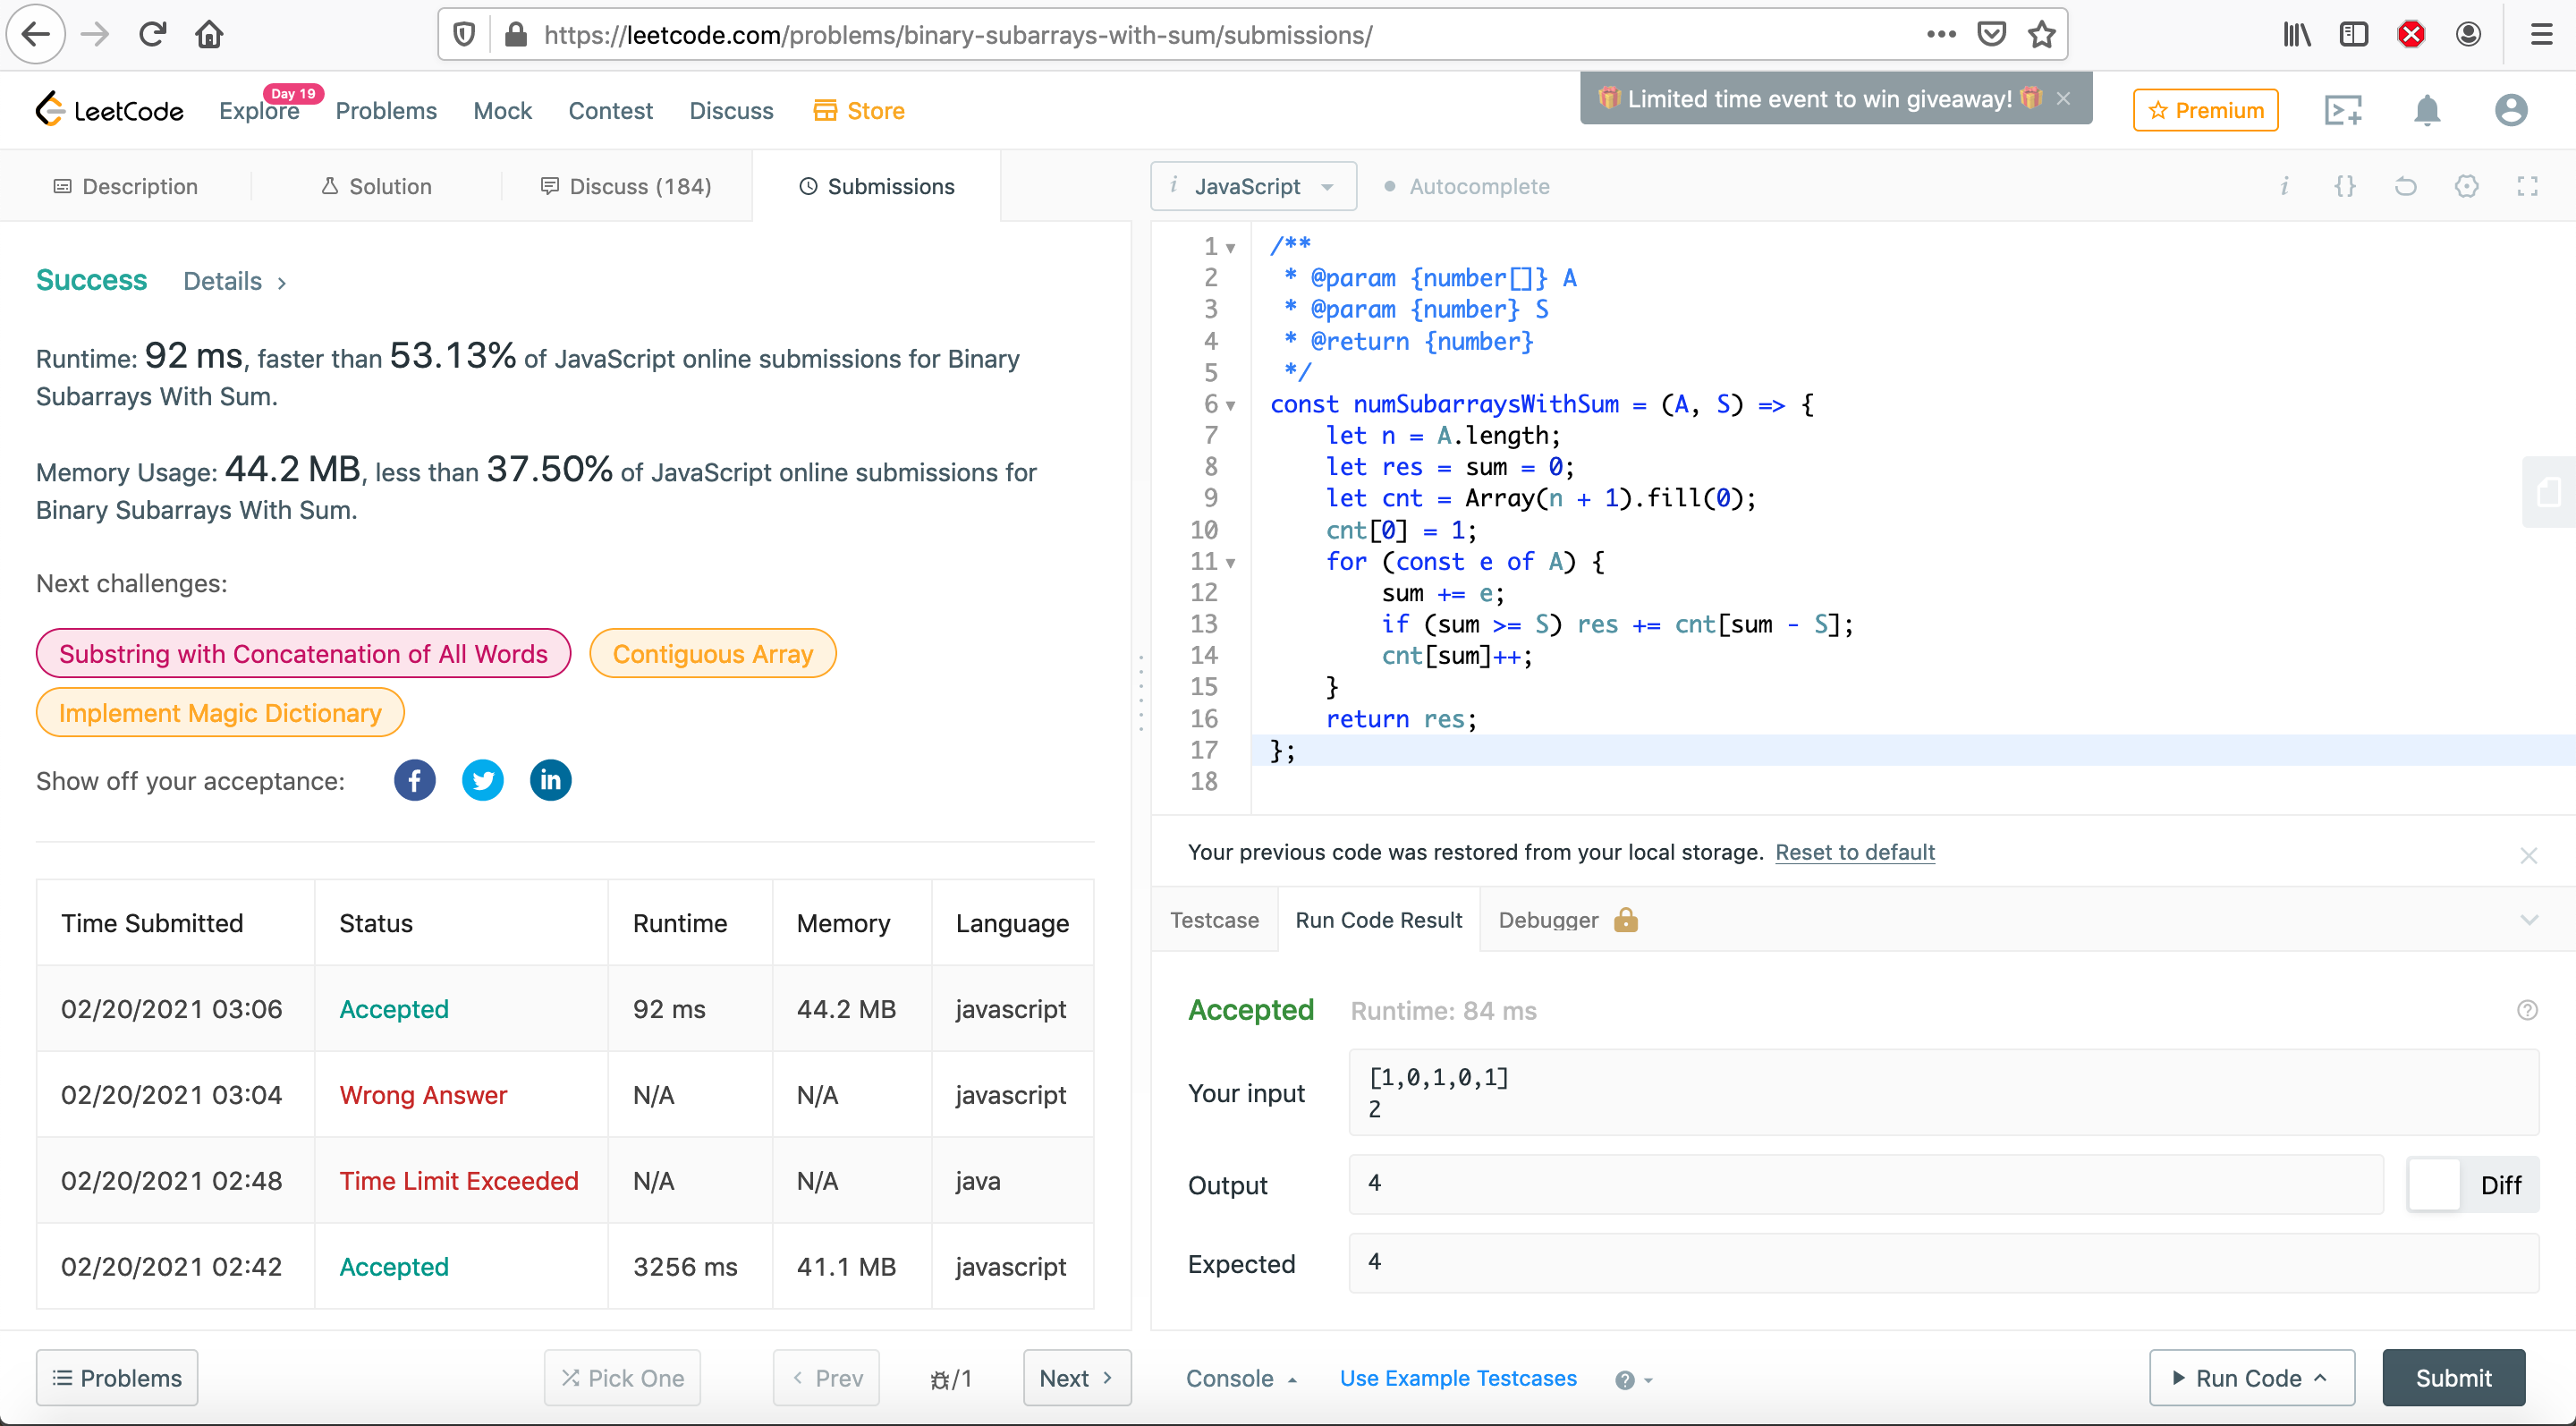 https://leetcode.com/problems/binary-subarrays-with-sum/submissions/
LeetCode
Explore
Day 19
Problems
Mock
Contest
Discuss
Store
Limited time event to win giveaway!
Premium
Description
Solution
Discuss (184)
Submissions
Success
Details
Runtime: 92 ms, faster than 53.13% of JavaScript online submissions for Binary
Subarrays With Sum.
Memory Usage: 44.2 MB, less than 37.50% of JavaScript online submissions for
Binary Subarrays With Sum.
Next challenges:
Substring with Concatenation of All Words
Contiguous Array
Implement Magic Dictionary
Show off your acceptance:
Time Submitted Status Runtime Memory Language
02/20/2021 03:06 Accepted 92 ms 44.2 MB javascript
02/20/2021 03:04 Wrong Answer N/A N/A javascript
02/20/2021 02:48 Time Limit Exceeded N/A N/A java
02/20/2021 02:42 Accepted 3256 ms 41.1 MB javascript
Problems
Pick One
Prev
/1
Next
i JavaScript
Autocomplete
1 /**
2  * @param {number[]} A
3  * @param {number} S
4  * @return {number}
5  */
6 const numSubarraysWithSum = (A, S) => {
7     let n = A.length;
8     let res = sum = 0;
9     let cnt = Array(n + 1).fill(0);
10     cnt[0] = 1;
11     for (const e of A) {
12         sum += e;
13         if (sum >= S) res += cnt[sum - S];
14         cnt[sum]++;
15     }
16     return res;
17 };
18
Your previous code was restored from your local storage. Reset to default
Testcase
Run Code Result
Debugger
Accepted
Runtime: 84 ms
Your input
[1,0,1,0,1]
2
Output
4
Diff
Expected
4
Console
Use Example Testcases
Run Code
Submit